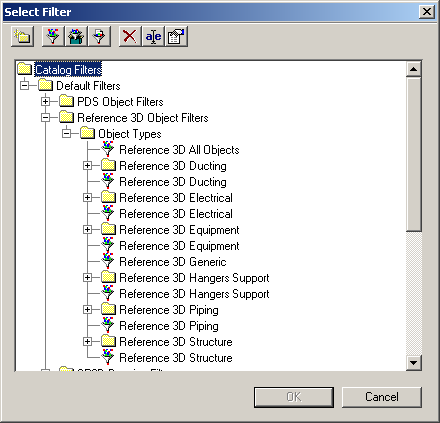 Select Filter
Catalog Filters
Default Filters
PDS Object Filters
Reference 3D Object Filters
Object Types
Reference 3D All Objects
Reference 3D Ducting
Reference 3D Ducting
Reference 3D Electrical
Reference 3D Electrical
Reference 3D Equipment
Reference 3D Equipment
Reference 3D Generic
Reference 3D Hangers Support
Reference 3D Hangers Support
Reference 3D Piping
Reference 3D Piping
Reference 3D Structure
Reference 3D Structure
OK
Cancel